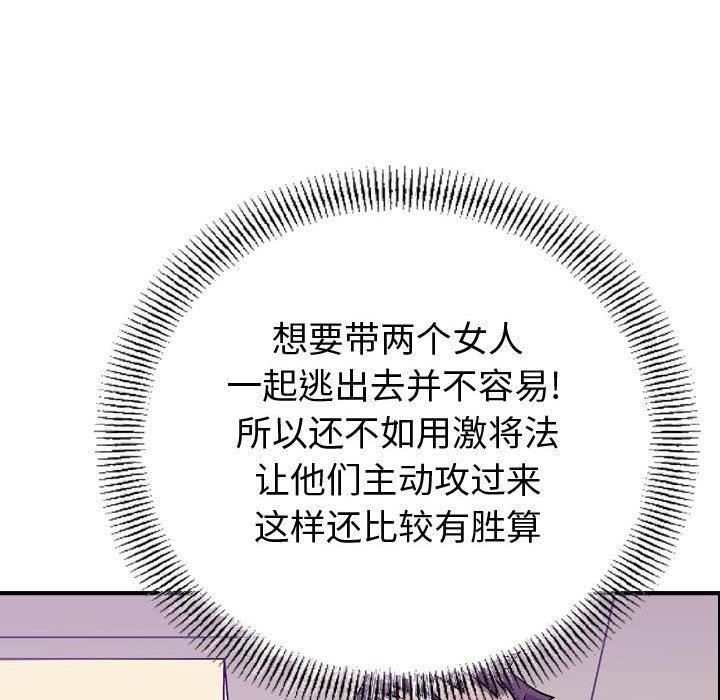 想要带两个女人
一起逃出去并不容易!
所以还不如用激将法
让他们主动攻过来
这样还比较有胜算